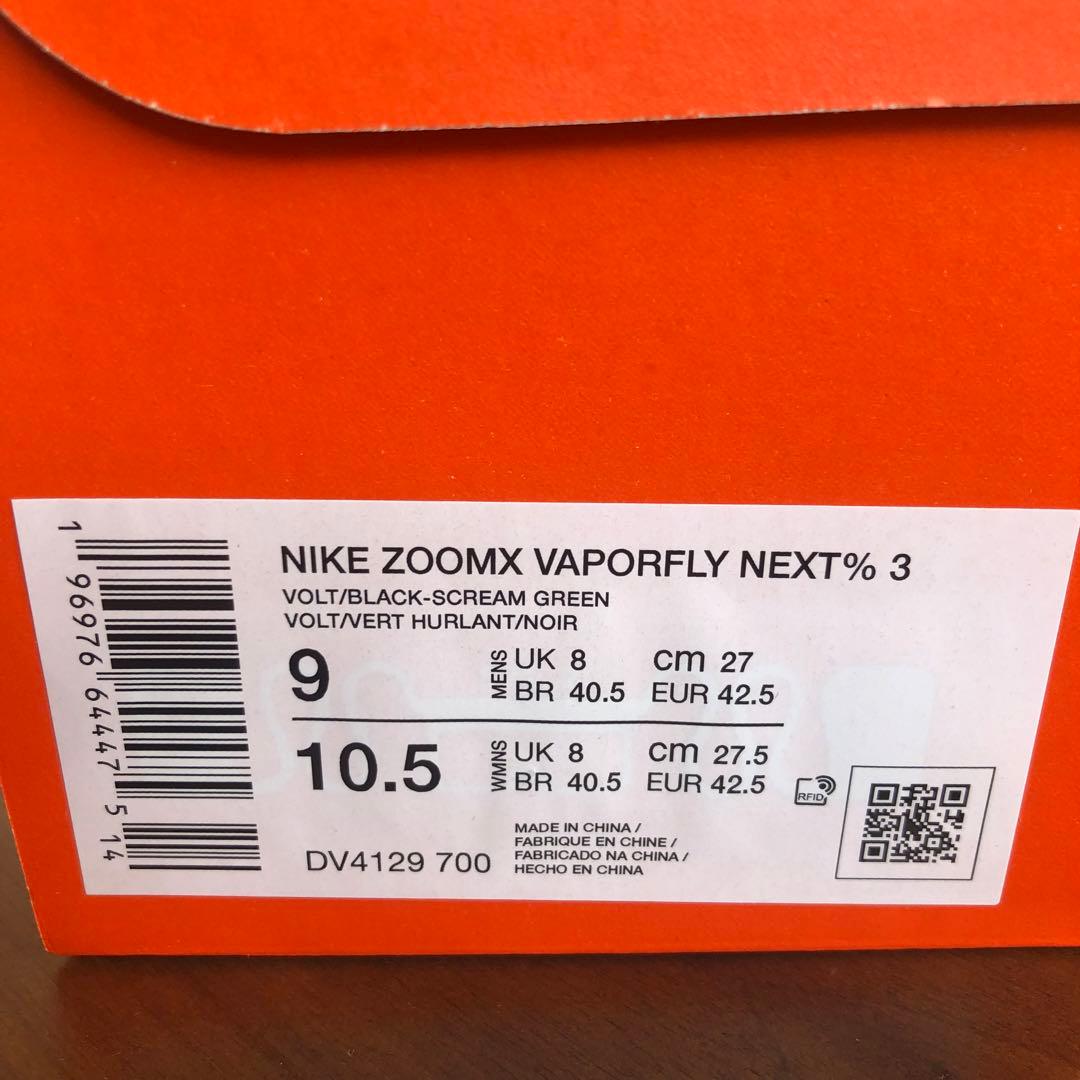 1 96976 64447 5 14
NIKE ZOOMX VAPORFLY NEXT% 3
VOLT/BLACK-SCREAM GREEN
VOLT/VERT HURLANT/NOIR
9
MENS
UK 8 cm 27
BR 40.5 EUR 42.5
10.5
WMNS
UK 8 cm 27.5
BR 40.5 EUR 42.5
RFID
DV4129 700
MADE IN CHINA /
FABRIQUE EN CHINE /
FABRICADO NA CHINA /
HECHO EN CHINA